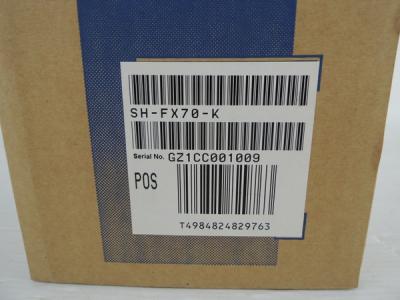 SH-FX70-K
Serial No. GZ1CC001009
POS
T4984824829763